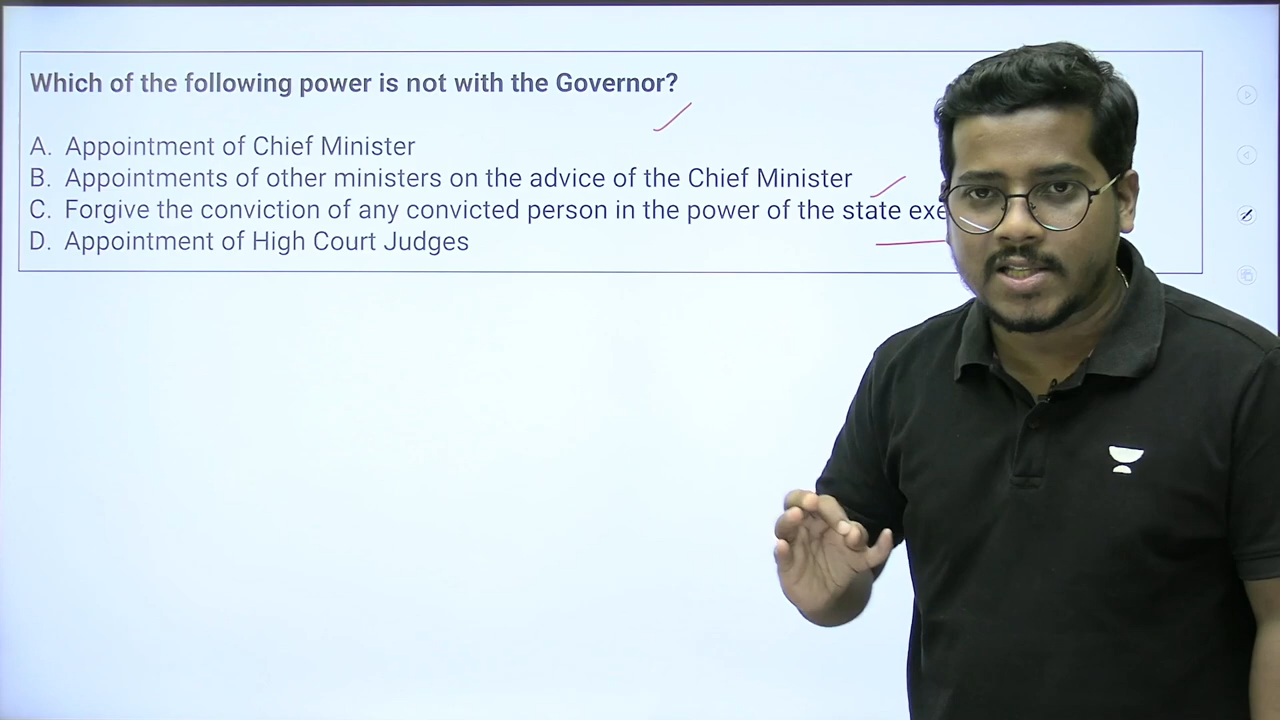 Which of the following power is not with the Governor?
A. Appointment of Chief Minister
B. Appointments of other ministers on the advice of the Chief Minister
C. Forgive the conviction of any convicted person in the power of the state
D. Appointment of High Court Judges